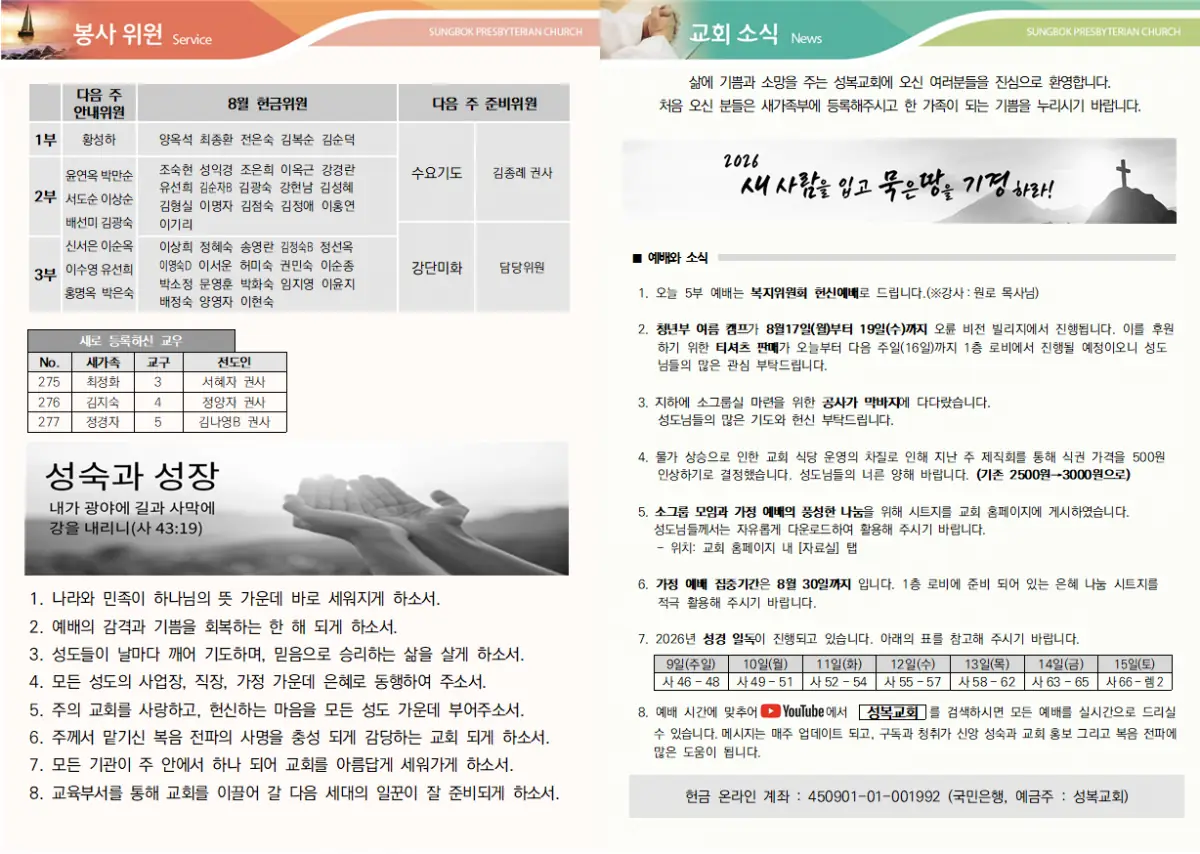 봉사 위원 Service
SUNGBOK PRESBYTERIAN CHURCH
다음 주 안내위원 8월 헌금위원 다음 주 준비위원
1부 황성하 양옥석 최종환 전은숙 김복순 김순덕
2부 윤연옥 박만순 서도순 이상순 배선미 김광숙
조숙현 성익경 조은희 이옥근 강경란
유선희 김순자B 김광숙 강헌남 김성혜
김형실 이명자 김점숙 김정애 이홍연
이기리
수요기도 김종례 권사
3부 신서은 이순옥 이수영 유선희 홍명옥 박은숙
이상희 정혜숙 송영란 김정숙B 정선옥
이영숙D 이서운 허미숙 권민숙 이순종
박소정 문영훈 박화숙 임지영 이윤지
배정숙 양영자 이현숙
강단미화 담당위원
새로 등록하신 교우
No. 새가족 교구 전도인
275 최정화 3 서혜자 권사
276 김지숙 4 정양자 권사
277 정경자 5 김나영B 권사
성숙과 성장
내가 광야에 길과 사막에
강을 내리니(사 43:19)
1. 나라와 민족이 하나님의 뜻 가운데 바로 세워지게 하소서.
2. 예배의 감격과 기쁨을 회복하는 한 해 되게 하소서.
3. 성도들이 날마다 깨어 기도하며, 믿음으로 승리하는 삶을 살게 하소서.
4. 모든 성도의 사업장, 직장, 가정 가운데 은혜로 동행하여 주소서.
5. 주의 교회를 사랑하고, 헌신하는 마음을 모든 성도 가운데 부어주소서.
6. 주께서 맡기신 복음 전파의 사명을 충성 되게 감당하는 교회 되게 하소서.
7. 모든 기관이 주 안에서 하나 되어 교회를 아름답게 세워가게 하소서.
8. 교육부서를 통해 교회를 이끌어 갈 다음 세대의 일꾼이 잘 준비되게 하소서.
교회 소식 News
SUNGBOK PRESBYTERIAN CHURCH
삶에 기쁨과 소망을 주는 성복교회에 오신 여러분들을 진심으로 환영합니다.
처음 오신 분들은 새가족부에 등록해주시고 한 가족이 되는 기쁨을 누리시기 바랍니다.
2026
새 사람을 입고 묵은땅을 기경하라!
■ 예배와 소식
1. 오늘 5부 예배는 복지위원회 헌신예배로 드립니다.(※강사 : 원로 목사님)
2. 청년부 여름 캠프가 8월17일(월)부터 19일(수)까지 오륜 비전 빌리지에서 진행됩니다. 이를 후원
하기 위한 티셔츠 판매가 오늘부터 다음 주일(16일)까지 1층 로비에서 진행될 예정이오니 성도
님들의 많은 관심 부탁드립니다.
3. 지하에 소그룹실 마련을 위한 공사가 막바지에 다다랐습니다.
성도님들의 많은 기도와 헌신 부탁드립니다.
4. 물가 상승으로 인한 교회 식당 운영의 차질로 인해 지난 주 제직회를 통해 식권 가격을 500원
인상하기로 결정했습니다. 성도님들의 너른 양해 바랍니다. (기존 2500원→3000원으로)
5. 소그룹 모임과 가정 예배의 풍성한 나눔을 위해 시트지를 교회 홈페이지에 게시하였습니다.
성도님들께서는 자유롭게 다운로드하여 활용해 주시기 바랍니다.
- 위치: 교회 홈페이지 내 [자료실] 탭
6. 가정 예배 집중기간은 8월 30일까지 입니다. 1층 로비에 준비 되어 있는 은혜 나눔 시트지를
적극 활용해 주시기 바랍니다.
7. 2026년 성경 일독이 진행되고 있습니다. 아래의 표를 참고해 주시기 바랍니다.
9일(주일) 10일(월) 11일(화) 12일(수) 13일(목) 14일(금) 15일(토)
사 46 - 48 사 49 - 51 사 52 - 54 사 55 - 57 사 58 - 62 사 63 - 65 사 66 - 렘 2
8. 예배 시간에 맞추어 YouTube에서 성복교회 를 검색하시면 모든 예배를 실시간으로 드리실
수 있습니다. 메시지는 매주 업데이트 되고, 구독과 청취가 신앙 성숙과 교회 홍보 그리고 복음 전파에
많은 도움이 됩니다.
헌금 온라인 계좌 : 450901-01-001992 (국민은행, 예금주 : 성복교회)